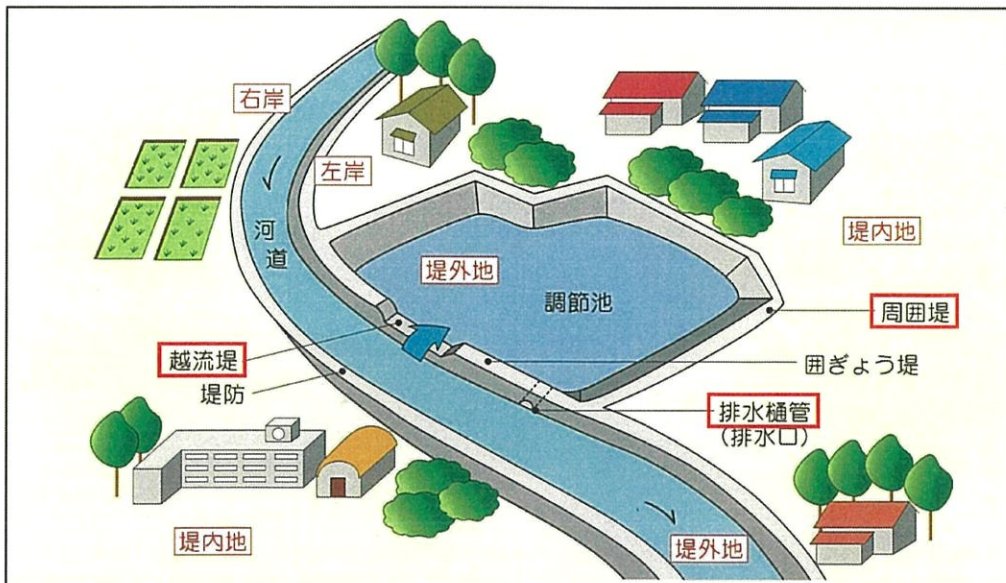 右岸
左岸
河道
堤外地
調節池
堤内地
周囲堤
越流堤
囲ぎょう堤
堤防
排水樋管
(排水口)
堤内地
堤外地